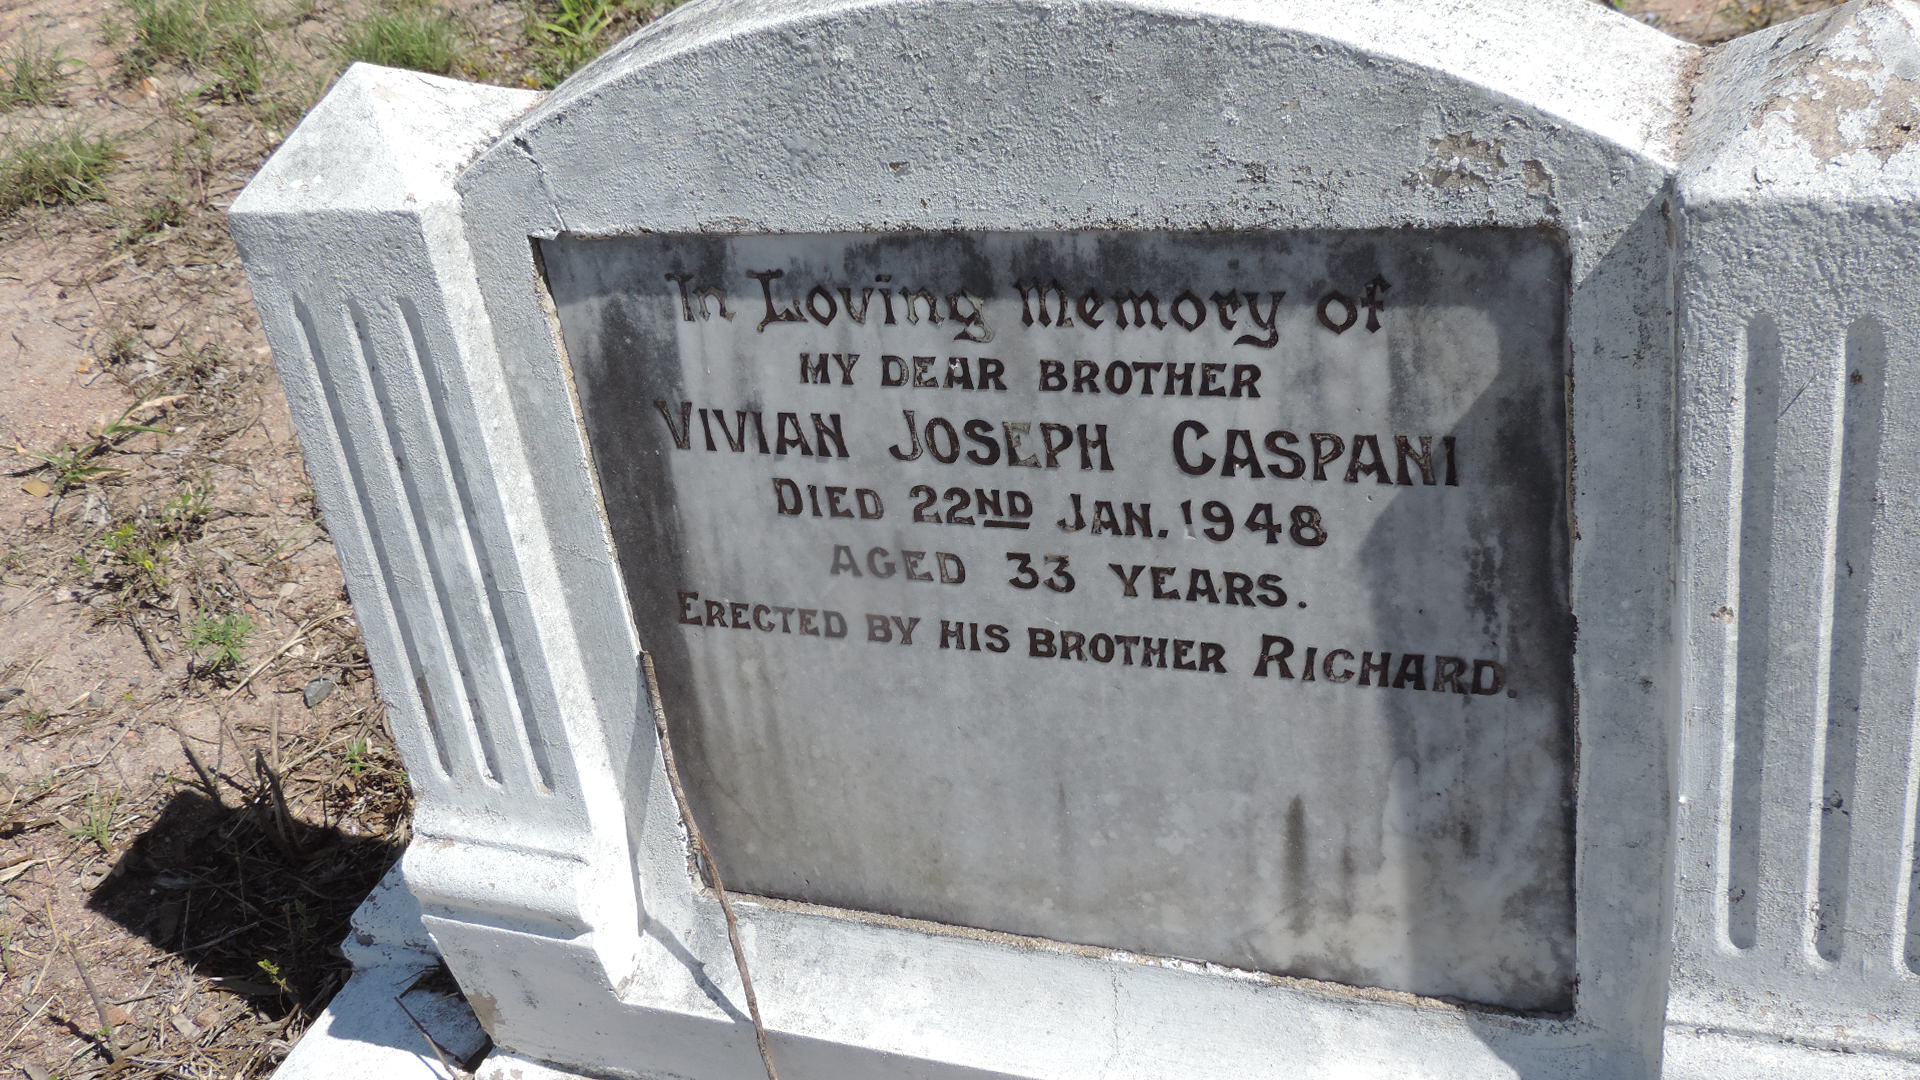 In Loving Memory of
MY DEAR BROTHER
VIVIAN JOSEPH CASPANI
DIED 22ND JAN. 1948
AGED 33 YEARS.
ERECTED BY HIS BROTHER RICHARD.